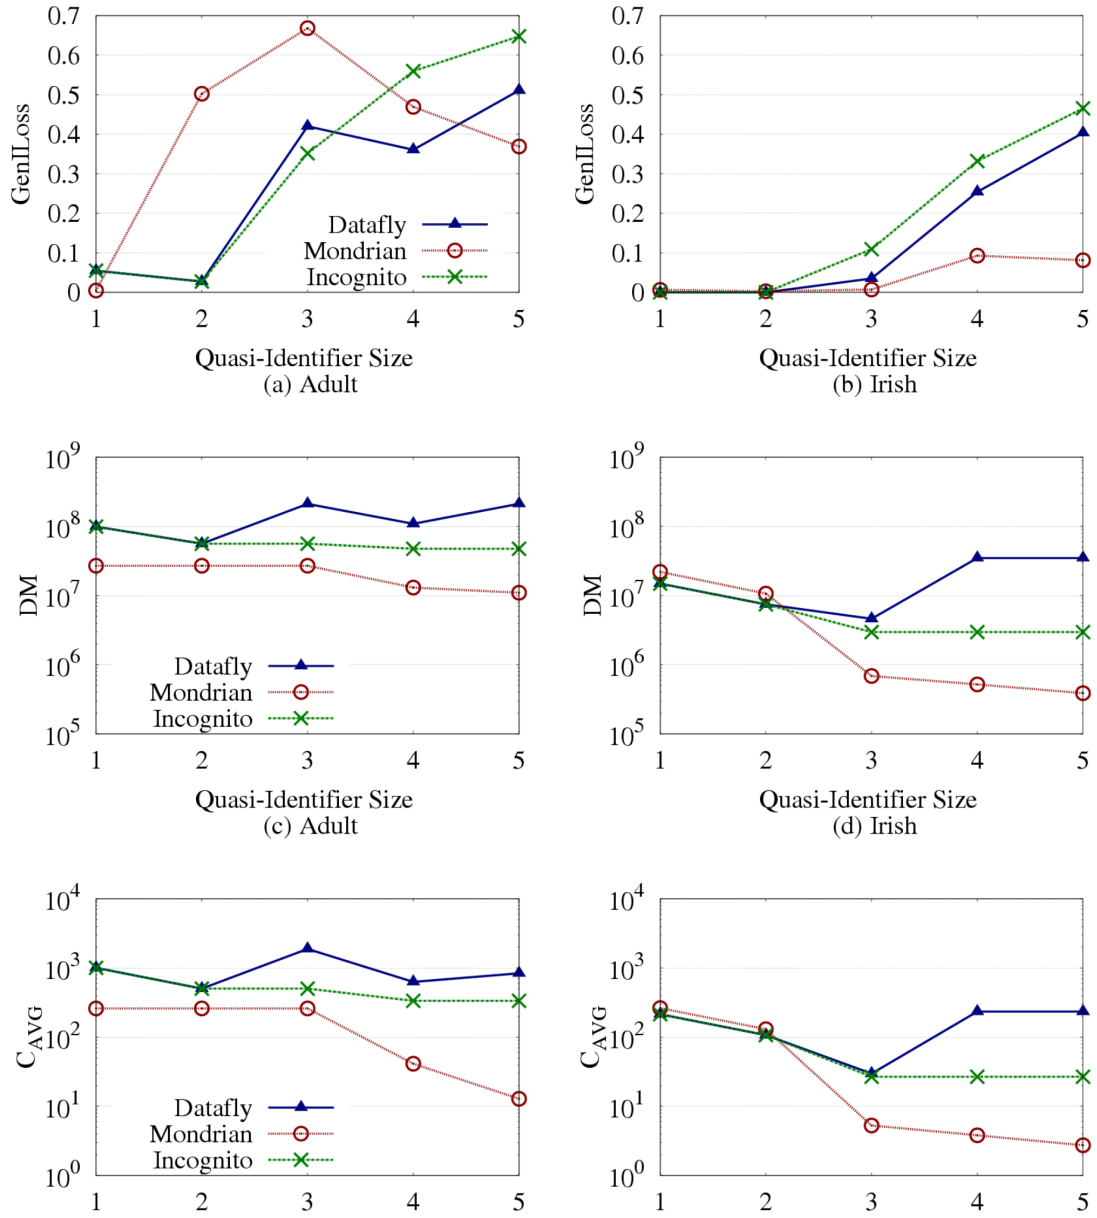 0.7
0.6
0.5
0.4
0.3
0.2
0.1
0
GenILoss
Datafly
Mondrian
Incognito
1 2 3 4 5
Quasi-Identifier Size
(a) Adult
0.7
0.6
0.5
0.4
0.3
0.2
0.1
0
GenILoss
1 2 3 4 5
Quasi-Identifier Size
(b) Irish
10^9
10^8
10^7
10^6
10^5
DM
Datafly
Mondrian
Incognito
1 2 3 4 5
Quasi-Identifier Size
(c) Adult
10^9
10^8
10^7
10^6
10^5
DM
1 2 3 4 5
Quasi-Identifier Size
(d) Irish
10^4
10^3
10^2
10^1
10^0
C_AVG
Datafly
Mondrian
Incognito
1 2 3 4 5
10^4
10^3
10^2
10^1
10^0
C_AVG
1 2 3 4 5